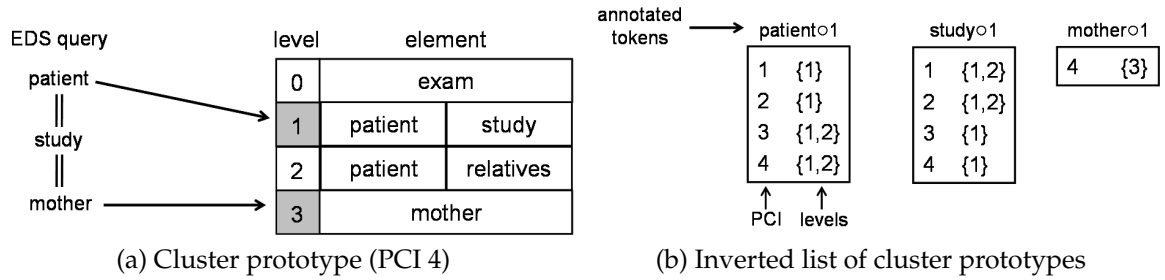 EDS query
patient
study
mother
level element
0 exam
1 patient study
2 patient relatives
3 mother
(a) Cluster prototype (PCI 4)
annotated
tokens
patient○1 study○1 mother○1
1 {1} 1 {1,2} 4 {3}
2 {1} 2 {1,2}
3 {1,2} 3 {1}
4 {1,2} 4 {1}
PCI levels
(b) Inverted list of cluster prototypes